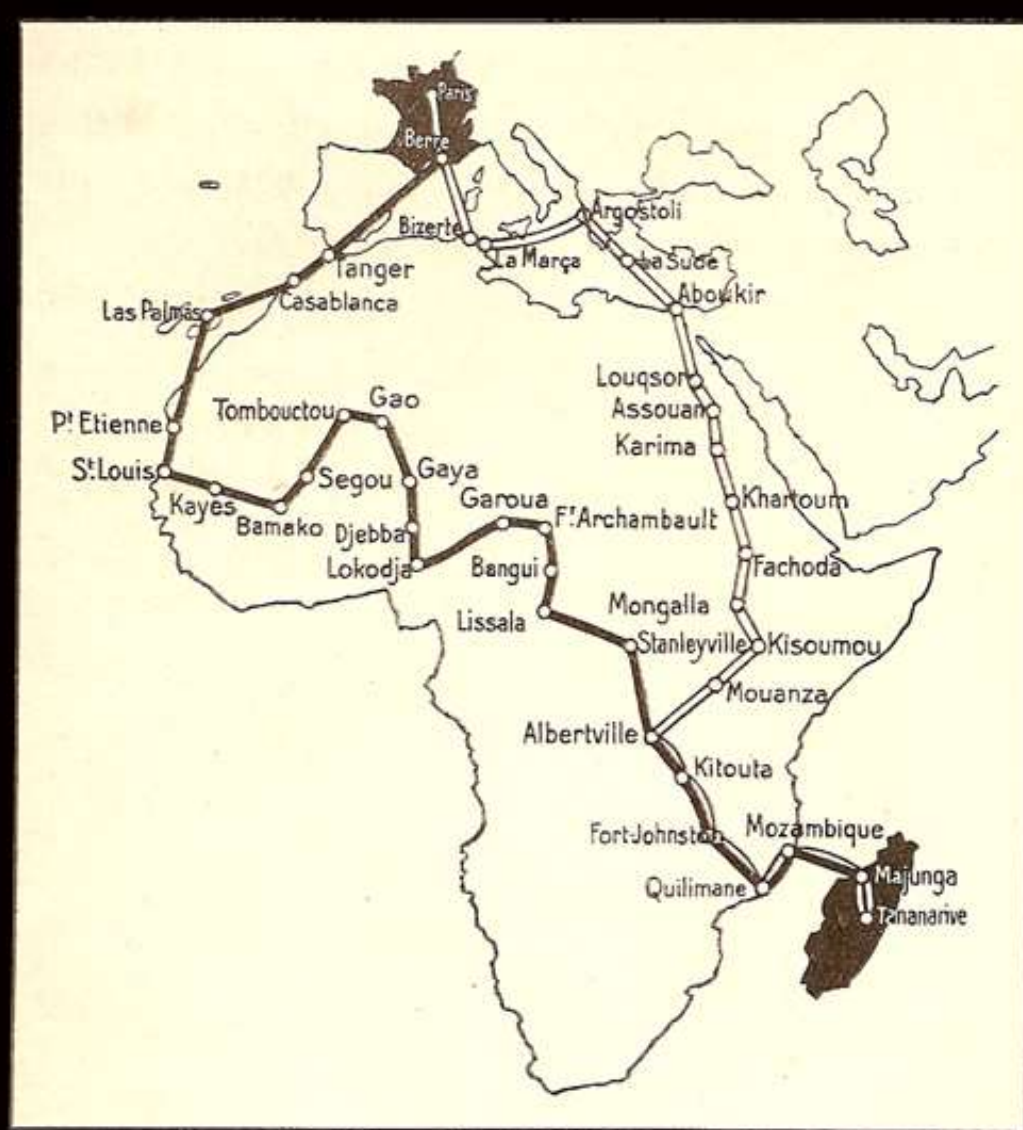 Paris
Berre
Argostoli
Bizerte
La Marça
La Sude
Tanger
Casablanca
Aboukir
Las Palmas
Louqsor
Gao
Tombouctou
Assouan
Pt Etienne
Karima
St Louis
Segou
Gaya
Kayes
Garoua
Khartoum
Bamako
Djebba
Ft Archambault
Lokodja
Bangui
Fachoda
Mongalla
Lissala
Stanleyville
Kisoumou
Mouanza
Albertville
Kitouta
Fort-Johnston
Mozambique
Quilimane
Majunga
Tananarive